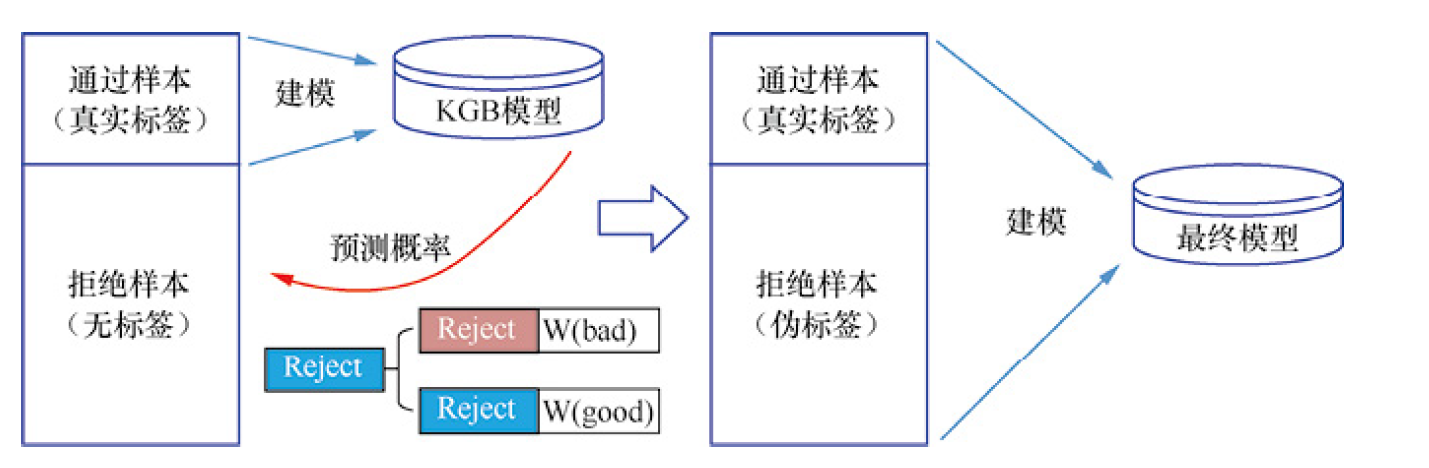 通过样本
（真实标签）
建模
KGB模型
拒绝样本
（无标签）
预测概率
Reject
Reject W(bad)
Reject W(good)
通过样本
（真实标签）
拒绝样本
（伪标签）
建模
最终模型